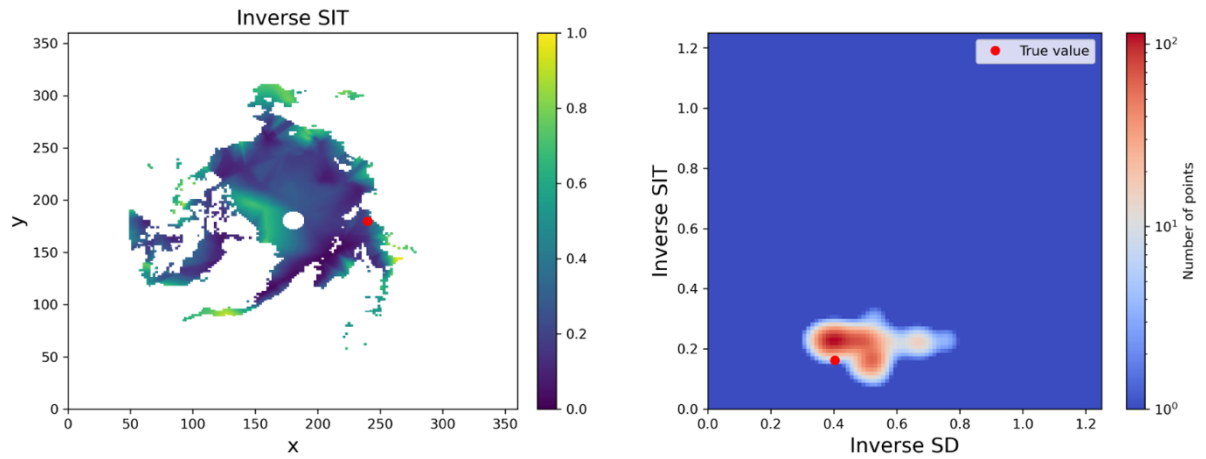 Inverse SIT
350
300
250
200
150
100
50
0
y
0 50 100 150 200 250 300 350
x
1.0
0.8
0.6
0.4
0.2
0.0
True value
1.2
1.0
0.8
0.6
0.4
0.2
0.0
Inverse SIT
0.0 0.2 0.4 0.6 0.8 1.0 1.2
Inverse SD
10²
10¹
10⁰
Number of points